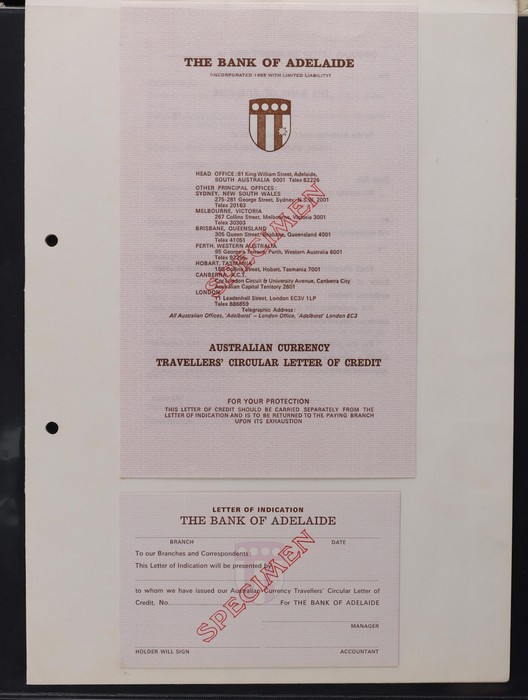 THE BANK OF ADELAIDE
(INCORPORATED 1865 WITH LIMITED LIABILITY)
HEAD OFFICE: 81 King William Street, Adelaide,
SOUTH AUSTRALIA 5001 Telex 82226
OTHER PRINCIPAL OFFICES:
SYDNEY, NEW SOUTH WALES
275-281 George Street, Sydney, N.S.W. 2001
Telex 20163
MELBOURNE, VICTORIA
267 Collins Street, Melbourne, Victoria 3001
Telex 30303
BRISBANE, QUEENSLAND
305 Queen Street, Brisbane, Queensland 4001
Telex 41051
PERTH, WESTERN AUSTRALIA
95 George's Terrace, Perth, Western Australia 6001
Telex
HOBART, TASMANIA
Collins Street, Hobart, Tasmania 7001
CANBERRA, A.C.T.
Cnr London Circuit & University Avenue, Canberra City
Australian Capital Territory 2601
LONDON
11 Leadenhall Street, London EC3V 1LP
Telex 886859
Telegraphic Address:
All Australian Offices, 'Adelburst' – London Office, 'Adelburst' London EC3
SPECIMEN
AUSTRALIAN CURRENCY
TRAVELLERS' CIRCULAR LETTER OF CREDIT
FOR YOUR PROTECTION
THIS LETTER OF CREDIT SHOULD BE CARRIED SEPARATELY FROM THE
LETTER OF INDICATION AND IS TO BE RETURNED TO THE PAYING BRANCH
UPON ITS EXHAUSTION
LETTER OF INDICATION
THE BANK OF ADELAIDE
BRANCH DATE
To our Branches and Correspondents:
This Letter of Indication will be presented by
to whom we have issued our Australian Currency Travellers' Circular Letter of
Credit, No. For THE BANK OF ADELAIDE
SPECIMEN
MANAGER
HOLDER WILL SIGN ACCOUNTANT